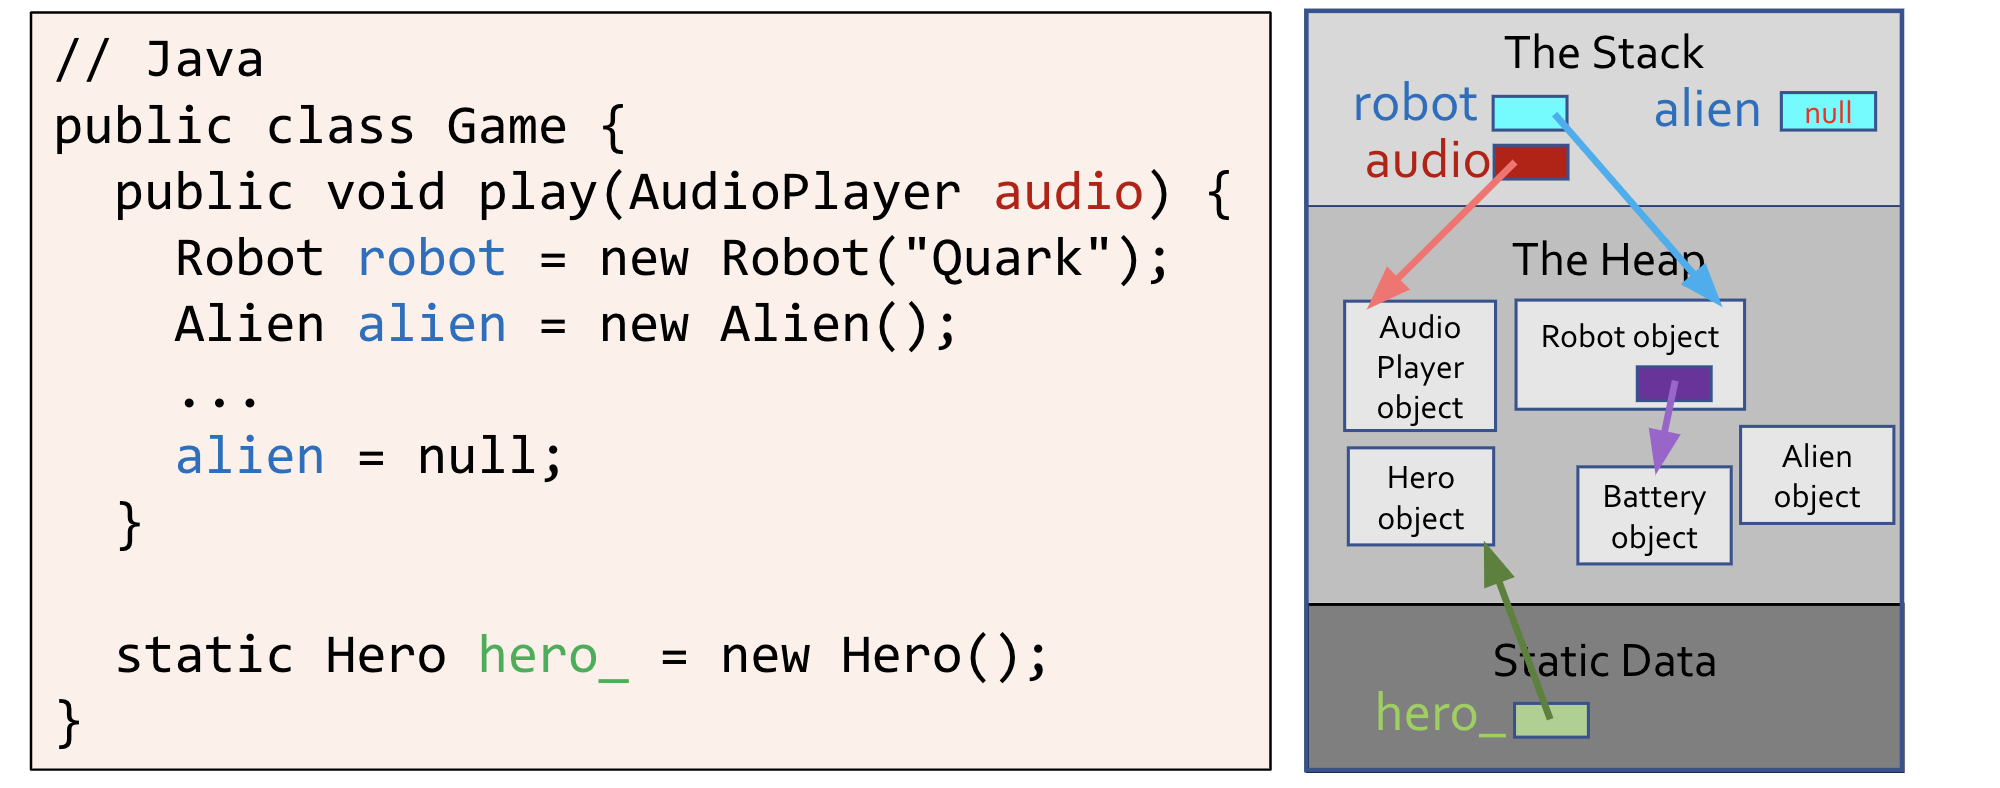 // Java
public class Game {
  public void play(AudioPlayer audio) {
    Robot robot = new Robot("Quark");
    Alien alien = new Alien();
    ...
    alien = null;
  }

  static Hero hero_ = new Hero();
}
The Stack
robot
alien
null
audio
The Heap
Audio
Player
object
Robot object
Hero
object
Battery
object
Alien
object
Static Data
hero_